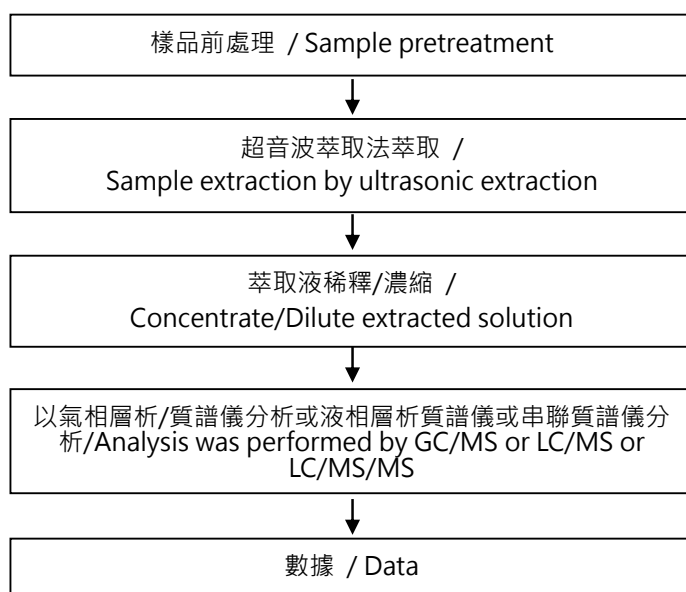 樣品前處理 / Sample pretreatment
超音波萃取法萃取 /
Sample extraction by ultrasonic extraction
萃取液稀釋/濃縮 /
Concentrate/Dilute extracted solution
以氣相層析/質譜儀分析或液相層析質譜儀或串聯質譜儀分
析/Analysis was performed by GC/MS or LC/MS or
LC/MS/MS
數據 / Data